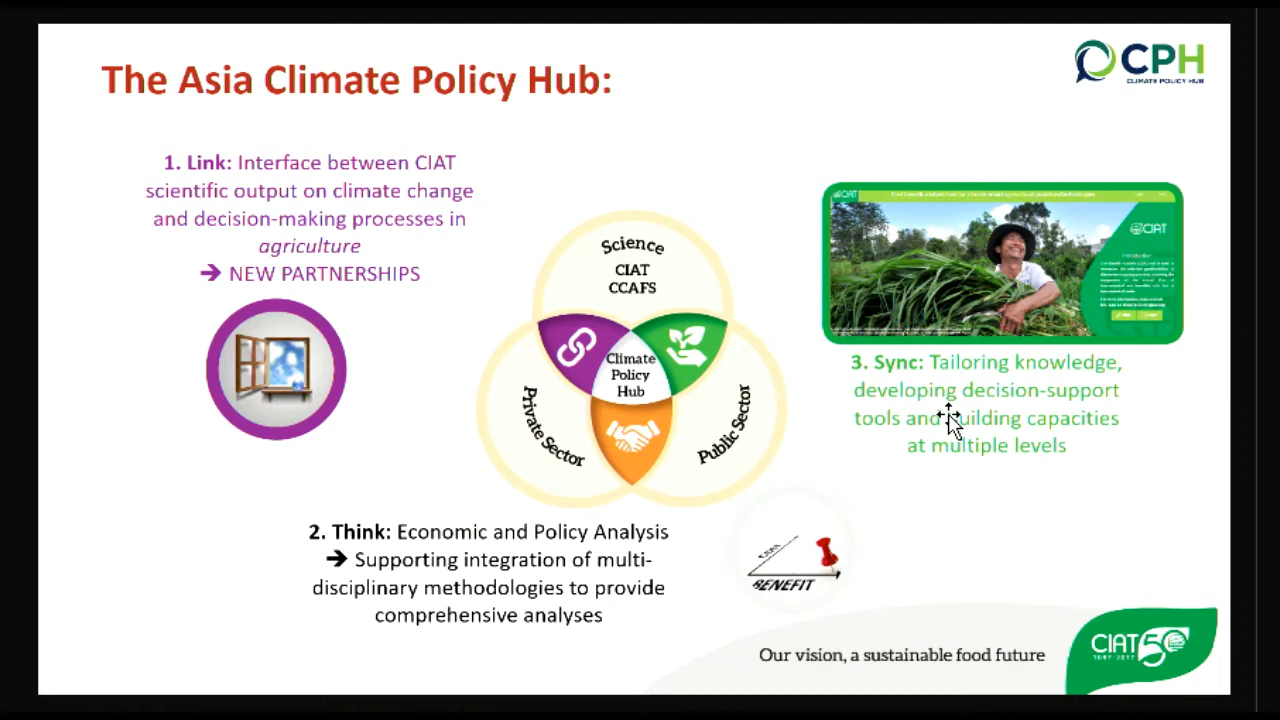 The Asia Climate Policy Hub:
CPH
CLIMATE POLICY HUB
1. Link: Interface between CIAT
scientific output on climate change
and decision-making processes in
agriculture
➔ NEW PARTNERSHIPS
Science
CIAT
CCAFS
Climate
Policy
Hub
Private Sector
Public Sector
CIAT
CIAT
Introduction
3. Sync: Tailoring knowledge,
developing decision-support
tools and building capacities
at multiple levels
2. Think: Economic and Policy Analysis
➔ Supporting integration of multi-
disciplinary methodologies to provide
comprehensive analyses
BENEFIT
Our vision, a sustainable food future
CIAT 50
1967-2017